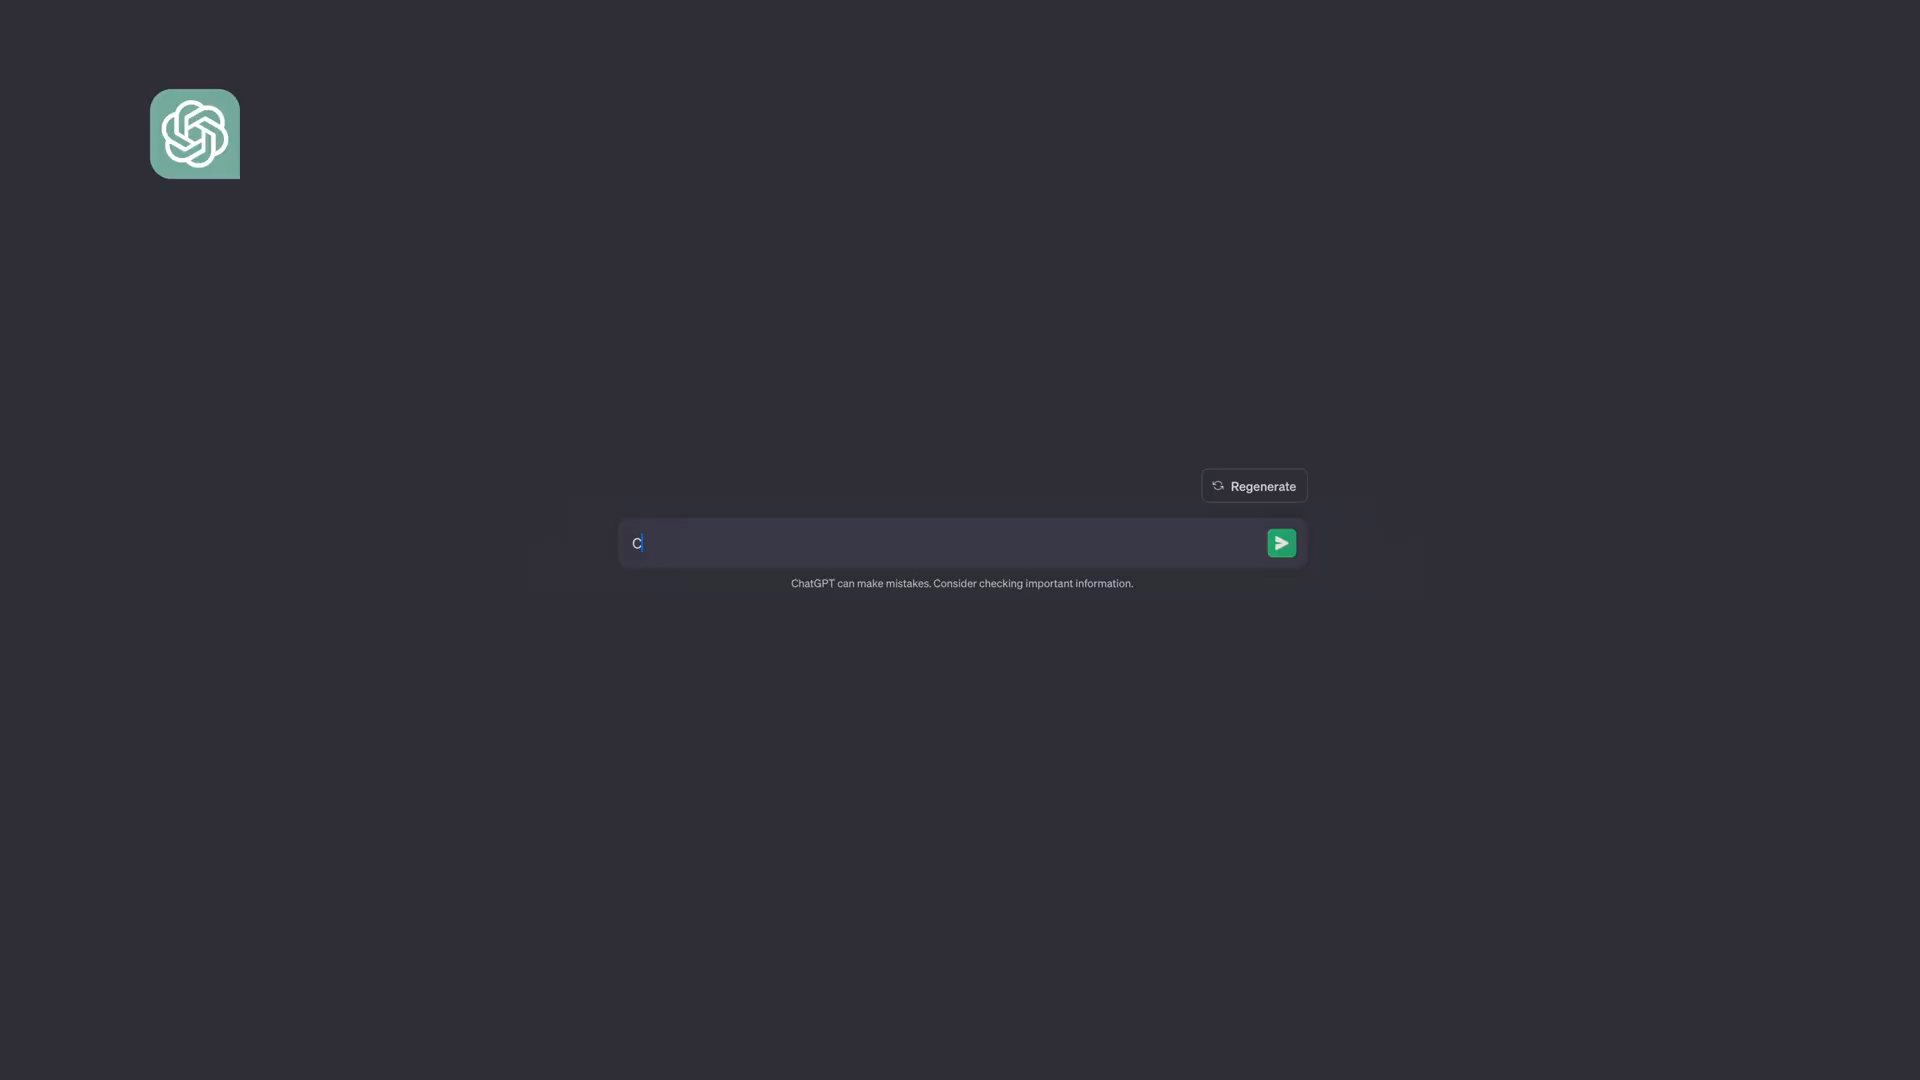 Regenerate
C
ChatGPT can make mistakes. Consider checking important information.